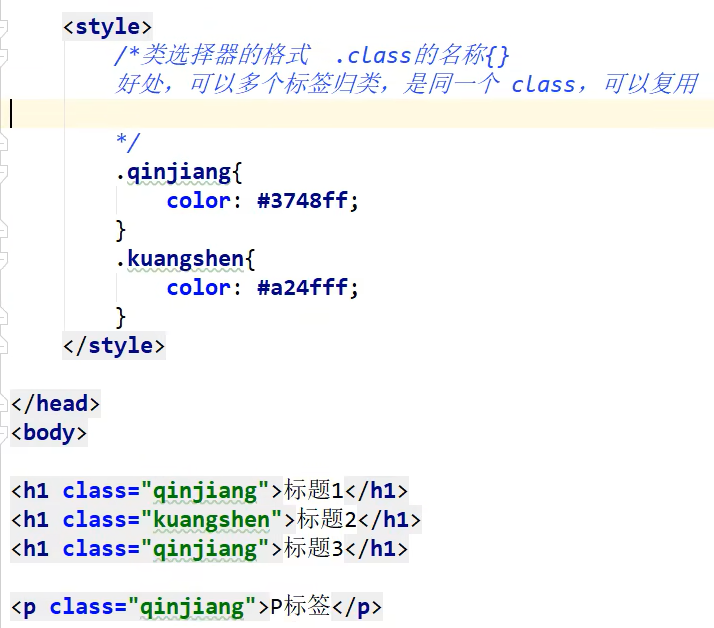 <style>
/*类选择器的格式  .class的名称{}
好处，可以多个标签归类，是同一个 class，可以复用
*/
.qinjiang{
color: #3748ff;
}
.kuangshen{
color: #a24fff;
}
</style>
</head>
<body>
<h1 class="qinjiang">标题1</h1>
<h1 class="kuangshen">标题2</h1>
<h1 class="qinjiang">标题3</h1>
<p class="qinjiang">P标签</p>